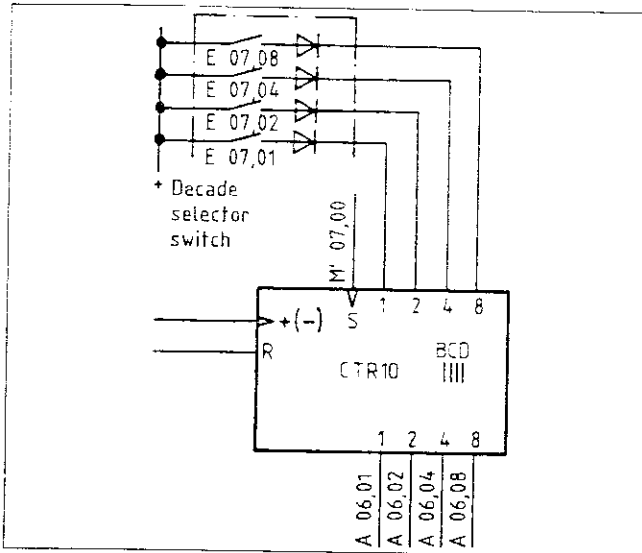 E 07,08
E 07,04
E 07,02
E 07,01
+ Decade
selector
switch
M' 07,00
+(-)
S
1 2 4 8
R
CTR10
BCD
1 2 4 8
A 06,01
A 06,02
A 06,04
A 06,08